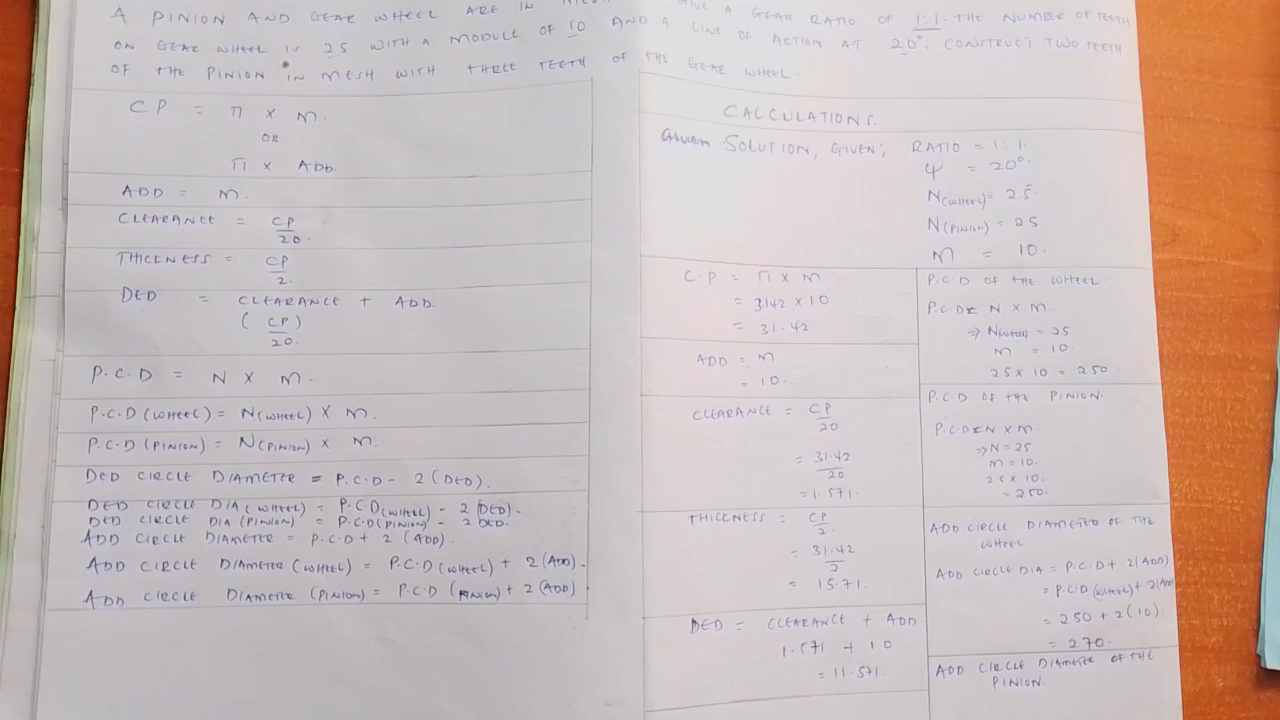 A PINION AND GEAR WHEEL ARE IN MESH GIVE A GEAR RATIO OF 1:1. THE NUMBER OF TEETH
ON GEAR WHEEL IS 25 WITH A MODULE OF 10 AND A LINE OF ACTION AT 20°. CONSTRUCT TWO TEETH
OF THE PINION IN MESH WITH THREE TEETH OF THE GEAR WHEEL.
CP = π × m.
OR
π × ADD
ADD = m.
CLEARANCE = CP
20.
THICKNESS = CP
2.
DED = CLEARANCE + ADD.
(CP)
20.
P.C.D = N × m.
P.C.D (WHEEL) = N(WHEEL) × m.
P.C.D (PINION) = N(PINION) × m.
DED CIRCLE DIAMETER = P.C.D - 2(DED).
DED CIRCLE DIA (WHEEL) = P.C.D (WHEEL) - 2(DED).
DED CIRCLE DIA (PINION) = P.C.D (PINION) - 2 DED.
ADD CIRCLE DIAMETER = P.C.D + 2 (ADD).
ADD CIRCLE DIAMETER (WHEEL) = P.C.D (WHEEL) + 2 (ADD).
ADD CIRCLE DIAMETER (PINION) = P.C.D (PINION) + 2 (ADD)
CALCULATIONS.
SOLUTION, GIVEN; RATIO = 1:1.
Ψ = 20°.
N(WHEEL) = 25.
N(PINION) = 25
m = 10.
C.P = π × m
= 3.142 × 10
= 31.42.
ADD = m
= 10.
CLEARANCE = CP
20
= 31.42
20
= 1.571.
THICKNESS = CP
2.
= 31.42
2
= 15.71.
DED = CLEARANCE + ADD
1.571 + 10
= 11.571.
P.C.D OF THE WHEEL
P.C.D = N × m.
⇒ N(WHEEL) = 25
m = 10.
25 × 10 = 250.
P.C.D OF THE PINION.
P.C.D = N × m.
⇒ N = 25
m = 10.
25 × 10.
= 250.
ADD CIRCLE DIAMETER OF THE
WHEEL.
ADD CIRCLE DIA = P.C.D + 2(ADD)
= P.C.D (WHEEL) + 2(ADD
= 250 + 2(10)
= 270.
ADD CIRCLE DIAMETER OF THE
PINION.